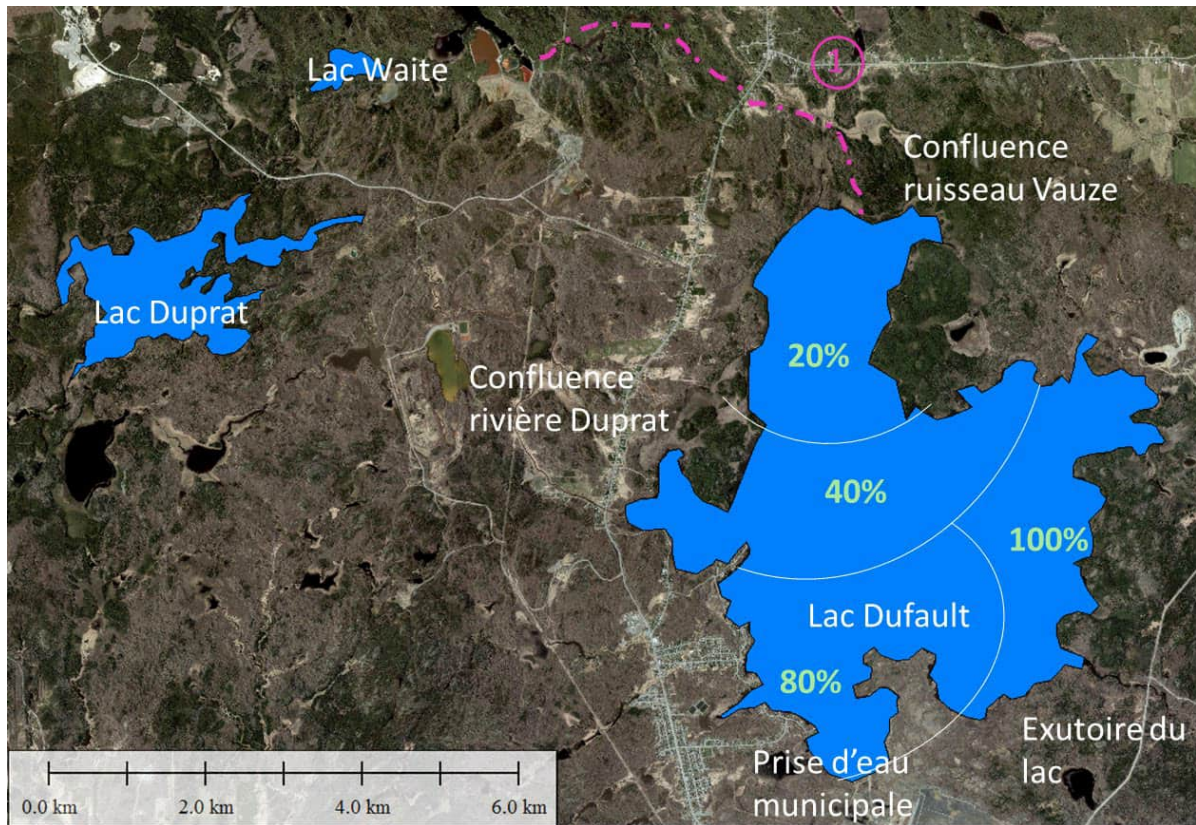 Lac Waite
1
Confluence
ruisseau Vauze
Lac Duprat
20%
Confluence
rivière Duprat
40%
100%
Lac Dufault
80%
Exutoire du
lac
Prise d'eau
municipale
0.0 km 2.0 km 4.0 km 6.0 km